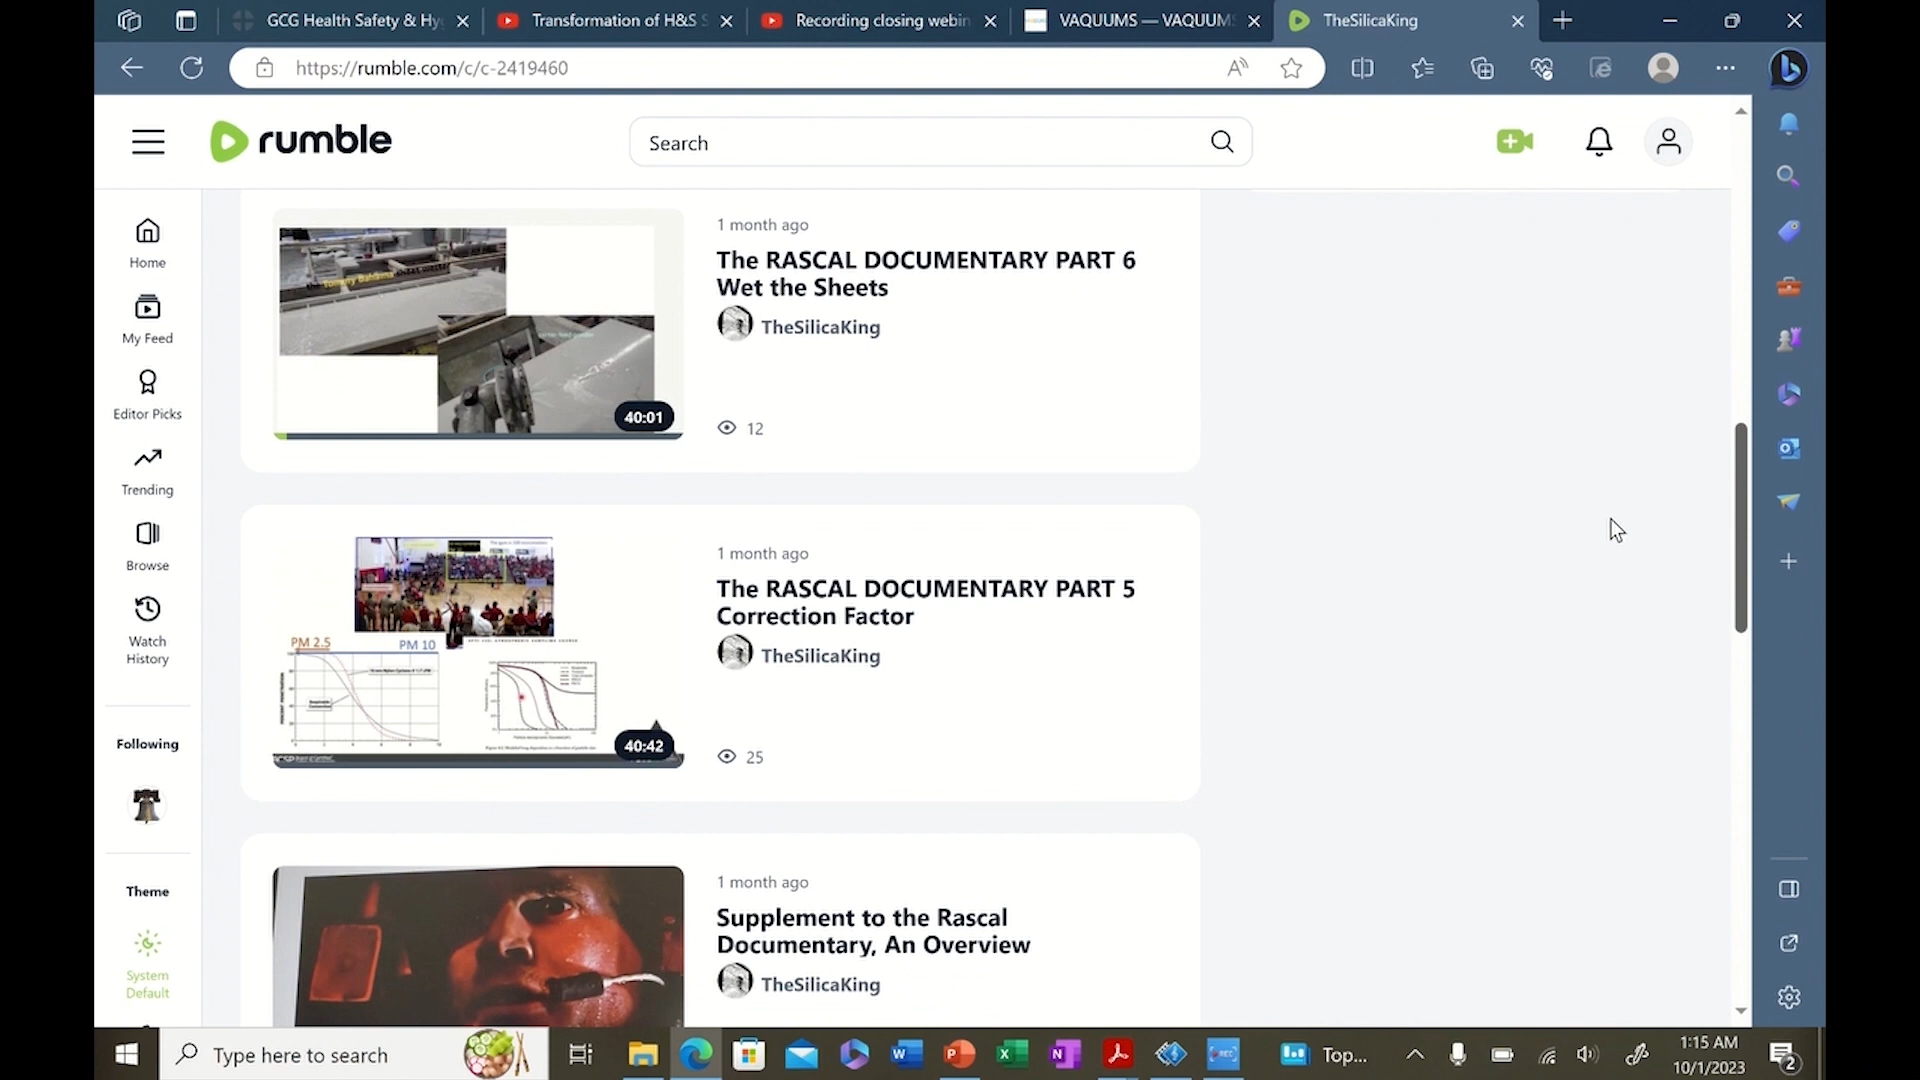 GCG Health Safety & Hy
Transformation of H&S S
Recording closing webin
VAQUUMS — VAQUUMS
TheSilicaKing
https://rumble.com/c/c-2419460
rumble
Search
Home
My Feed
Editor Picks
Trending
Browse
Watch
History
Following
Theme
System
Default
1 month ago
The RASCAL DOCUMENTARY PART 6
Wet the Sheets
TheSilicaKing
40:01
12
1 month ago
The RASCAL DOCUMENTARY PART 5
Correction Factor
TheSilicaKing
PM 2.5
PM 10
40:42
25
1 month ago
Supplement to the Rascal
Documentary, An Overview
TheSilicaKing
Type here to search
Top...
1:15 AM
10/1/2023
2